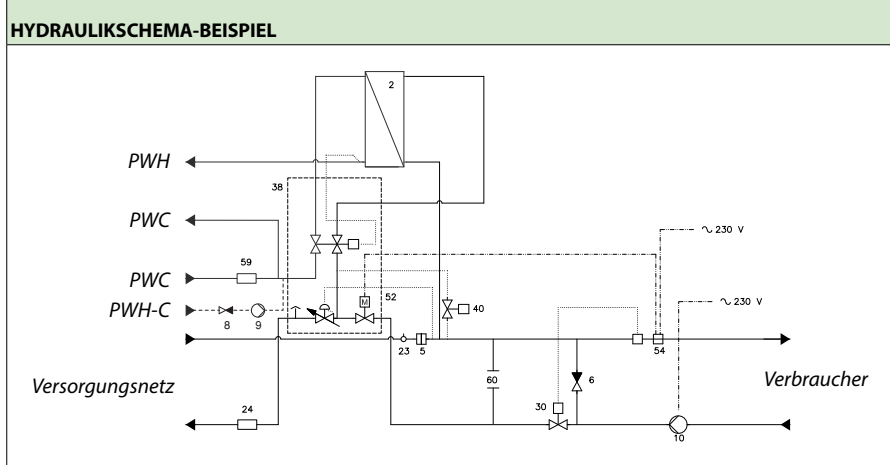 HYDRAULIKSCHEMA-BEISPIEL
2
PWH
38
PWC
~ 230 V
59
PWC
52
M
40
~ 230 V
PWH-C
8
9
23
5
54
60
6
Versorgungsnetz
Verbraucher
24
30
10